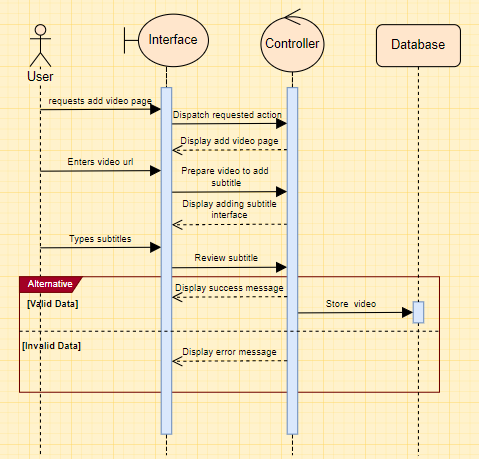 User
Interface
Controller
Database
requests add video page
Dispatch requested action
Display add video page
Enters video url
Prepare video to add
subtitle
Display adding subtitle
interface
Types subtitles
Review subtitle
Alternative
Display success message
[Valid Data]
Store video
[Invalid Data]
Display error message